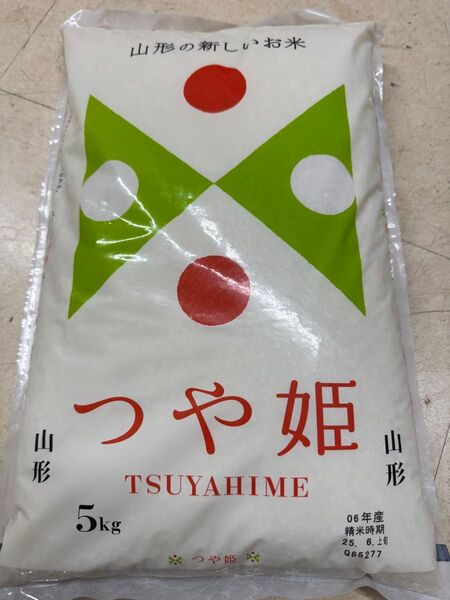 山形の新しいお米
つや姫
TSUYAHIME
山形
山形
5kg
06年産
精米時期
25. 6.上旬
Q65277
つや姫